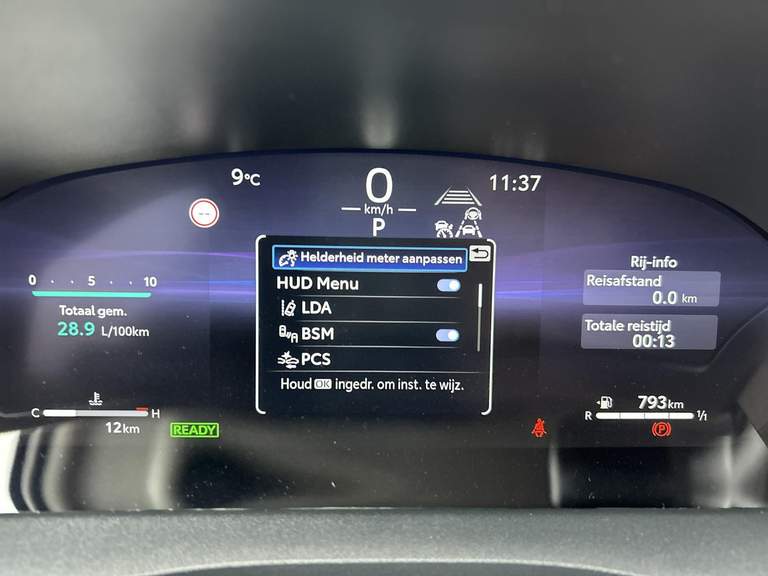 9°C
0
km/h
P
11:37
--
Helderheid meter aanpassen
HUD Menu
LDA
BSM
PCS
Houd OK ingedr. om inst. te wijz.
0 5 10
Totaal gem.
28.9 L/100km
Rij-info
Reisafstand
0.0 km
Totale reistijd
00:13
C H
12km
READY
793km
R 1/1
P